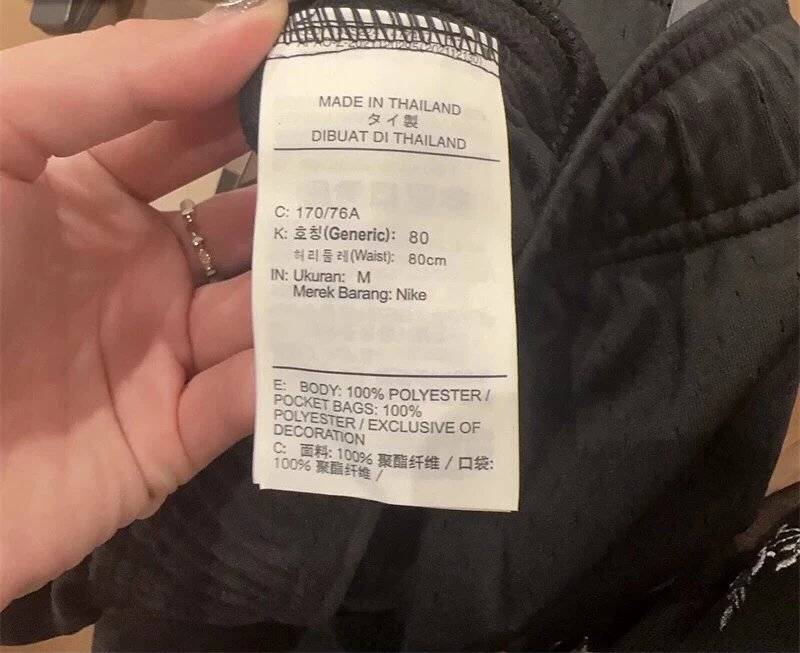 MADE IN THAILAND
タイ製
DIBUAT DI THAILAND
C: 170/76A
K: 호칭(Generic): 80
허리둘레(Waist): 80cm
IN: Ukuran: M
Merek Barang: Nike
E: BODY: 100% POLYESTER /
POCKET BAGS: 100%
POLYESTER / EXCLUSIVE OF
DECORATION
C: 面料: 100% 聚酯纤维 / 口袋:
100% 聚酯纤维 /